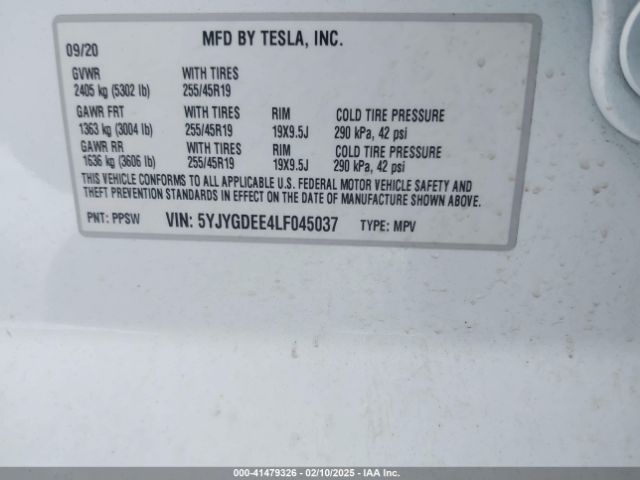 MFD BY TESLA, INC.
09/20
GVWR WITH TIRES
2405 kg (5302 lb) 255/45R19
GAWR FRT WITH TIRES RIM COLD TIRE PRESSURE
1363 kg (3004 lb) 255/45R19 19X9.5J 290 kPa, 42 psi
GAWR RR WITH TIRES RIM COLD TIRE PRESSURE
1636 kg (3606 lb) 255/45R19 19X9.5J 290 kPa, 42 psi
THIS VEHICLE CONFORMS TO ALL APPLICABLE U.S. FEDERAL MOTOR VEHICLE SAFETY AND
THEFT PREVENTION STANDARDS IN EFFECT ON THE DATE OF MANUFACTURE SHOWN ABOVE.
PNT: PPSW VIN: 5YJYGDEE4LF045037 TYPE: MPV
000-41479326 - 02/10/2025 - IAAI.COM